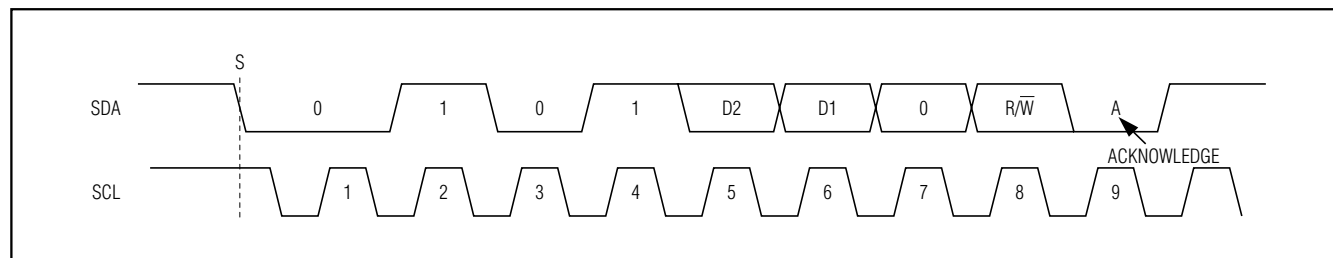 S
SDA 0 1 0 1 D2 D1 0 R/W̅ A
ACKNOWLEDGE
SCL 1 2 3 4 5 6 7 8 9